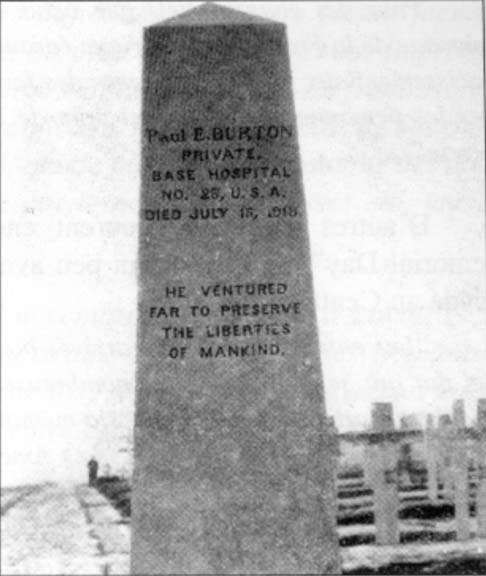 Paul E. BURTON
PRIVATE.
BASE HOSPITAL
NO. 25, U. S. A.
DIED JULY 15, 1918.
HE VENTURED
FAR TO PRESERVE
THE LIBERTIES
OF MANKIND.